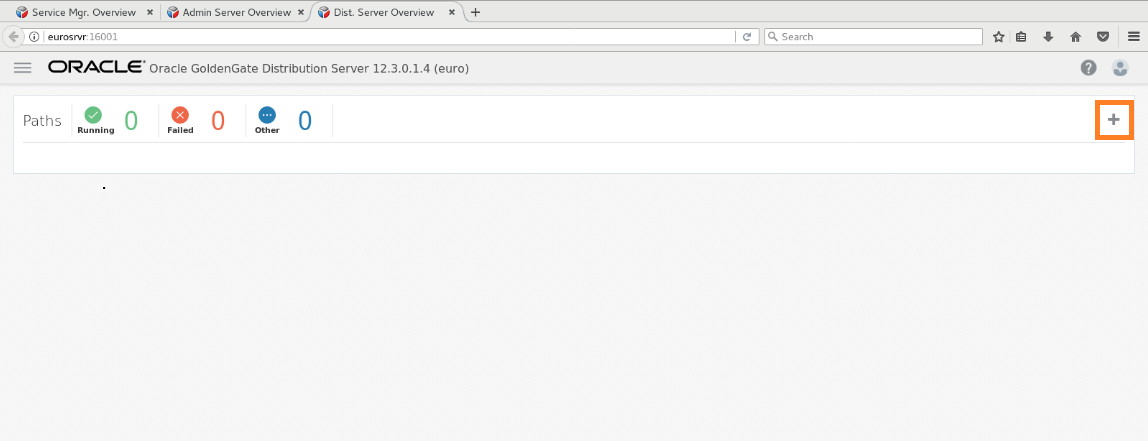 Service Mgr. Overview × Admin Server Overview × Dist. Server Overview × +
eurosrvr:16001 Search
ORACLE Oracle GoldenGate Distribution Server 12.3.0.1.4 (euro) ?
Paths Running 0 Failed 0 Other 0 +